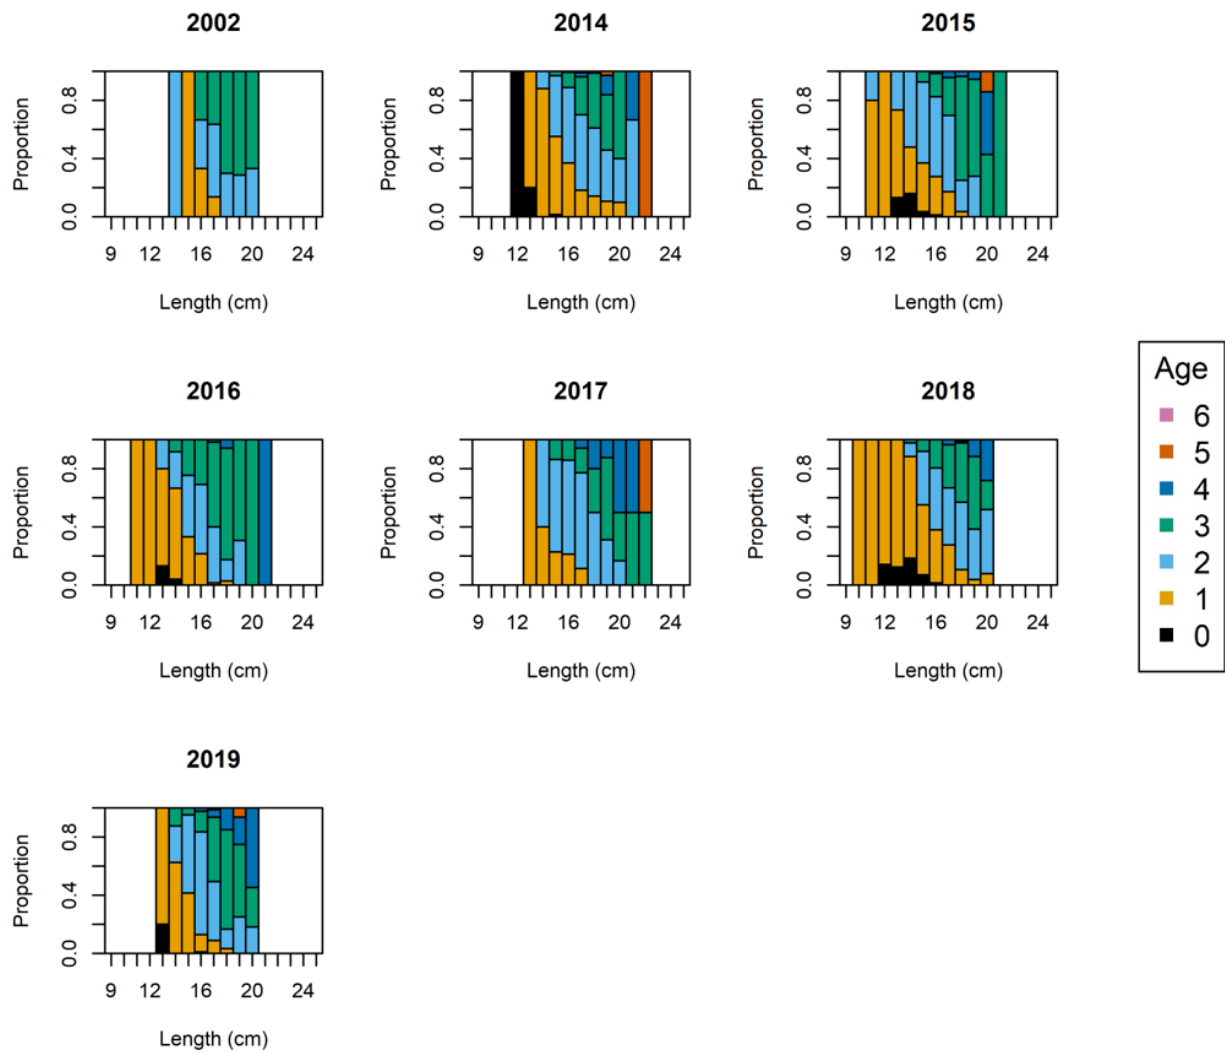 2002
Proportion
0.0 0.4 0.8
9 12 16 20 24
Length (cm)
2014
Proportion
0.0 0.4 0.8
9 12 16 20 24
Length (cm)
2015
Proportion
0.0 0.4 0.8
9 12 16 20 24
Length (cm)
2016
Proportion
0.0 0.4 0.8
9 12 16 20 24
Length (cm)
2017
Proportion
0.0 0.4 0.8
9 12 16 20 24
Length (cm)
2018
Proportion
0.0 0.4 0.8
9 12 16 20 24
Length (cm)
Age
6
5
4
3
2
1
0
2019
Proportion
0.0 0.4 0.8
9 12 16 20 24
Length (cm)